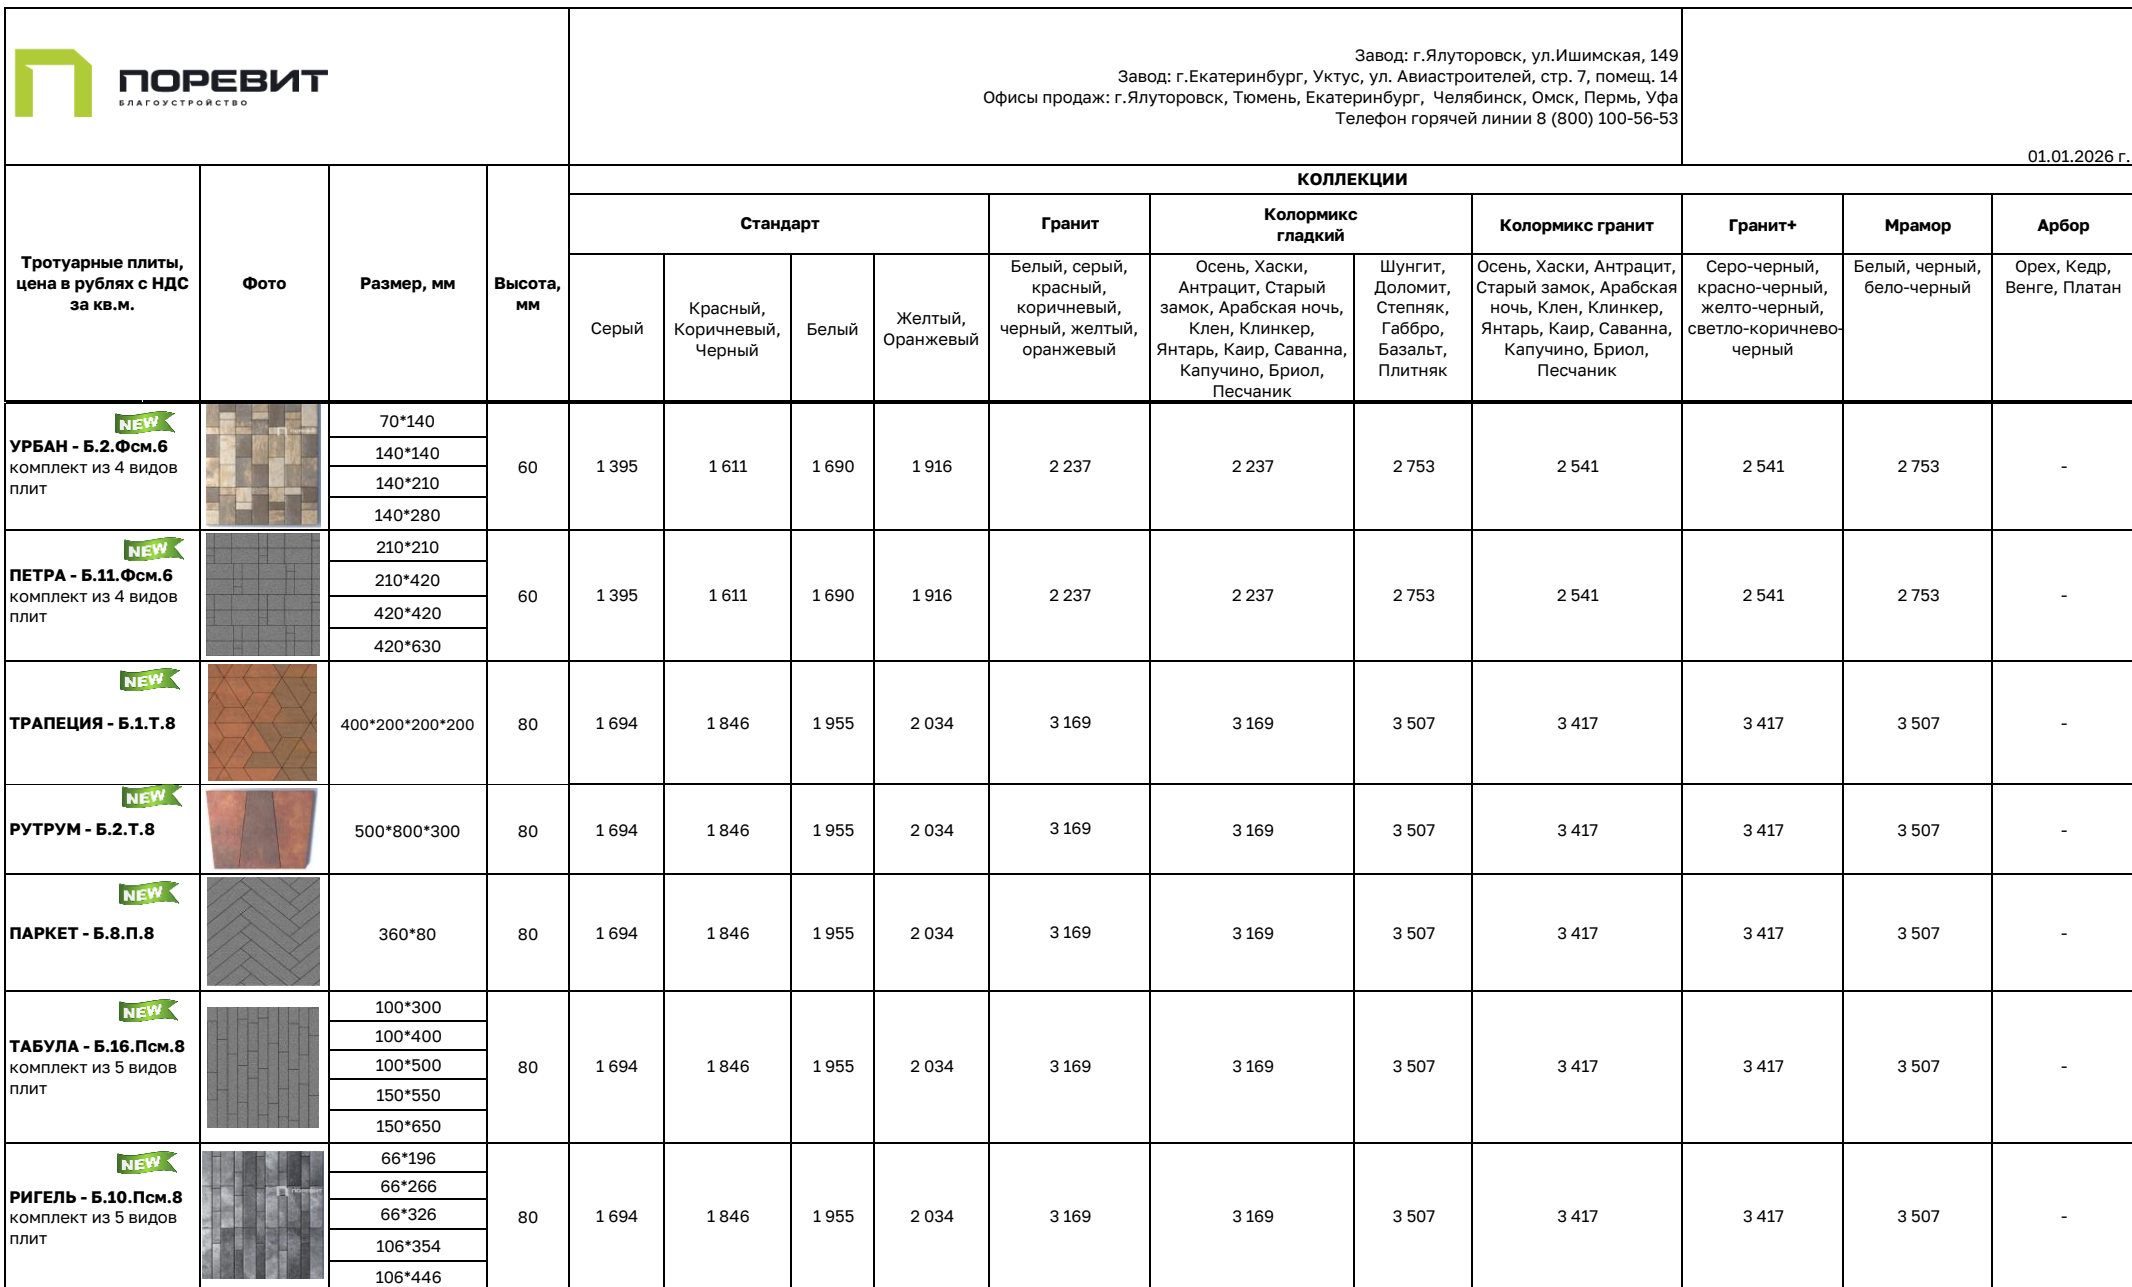 ПОРЕВИТ
БЛАГОУСТРОЙСТВО
Завод: г.Ялуторовск, ул.Ишимская, 149
Завод: г.Екатеринбург, Уктус, ул. Авиастроителей, стр. 7, помещ. 14
Офисы продаж: г.Ялуторовск, Тюмень, Екатеринбург, Челябинск, Омск, Пермь, Уфа
Телефон горячей линии 8 (800) 100-56-53
01.01.2026 г.
Тротуарные плиты,
цена в рублях с НДС
за кв.м.
Фото
Размер, мм
Высота,
мм
КОЛЛЕКЦИИ
Стандарт
Гранит
Колормикс
гладкий
Колормикс гранит
Гранит+
Мрамор
Арбор
Серый
Красный,
Коричневый,
Черный
Белый
Желтый,
Оранжевый
Белый, серый,
красный,
коричневый,
черный, желтый,
оранжевый
Осень, Хаски,
Антрацит, Старый
замок, Арабская ночь,
Клен, Клинкер,
Янтарь, Каир, Саванна,
Капучино, Бриол,
Песчаник
Шунгит,
Доломит,
Степняк,
Габбро,
Базальт,
Плитняк
Осень, Хаски, Антрацит,
Старый замок, Арабская
ночь, Клен, Клинкер,
Янтарь, Каир, Саванна,
Капучино, Бриол,
Песчаник
Серо-черный,
красно-черный,
желто-черный,
светло-коричнево-
черный
Белый, черный,
бело-черный
Орех, Кедр,
Венге, Платан
NEW
УРБАН - Б.2.Фсм.6
комплект из 4 видов
плит
70*140
140*140
140*210
140*280
60 1 395 1 611 1 690 1 916 2 237 2 237 2 753 2 541 2 541 2 753 -
NEW
ПЕТРА - Б.11.Фсм.6
комплект из 4 видов
плит
210*210
210*420
420*420
420*630
60 1 395 1 611 1 690 1 916 2 237 2 237 2 753 2 541 2 541 2 753 -
NEW
ТРАПЕЦИЯ - Б.1.Т.8 400*200*200*200 80 1 694 1 846 1 955 2 034 3 169 3 169 3 507 3 417 3 417 3 507 -
NEW
РУТРУМ - Б.2.Т.8 500*800*300 80 1 694 1 846 1 955 2 034 3 169 3 169 3 507 3 417 3 417 3 507 -
NEW
ПАРКЕТ - Б.8.П.8 360*80 80 1 694 1 846 1 955 2 034 3 169 3 169 3 507 3 417 3 417 3 507 -
NEW
ТАБУЛА - Б.16.Псм.8
комплект из 5 видов
плит
100*300
100*400
100*500
150*550
150*650
80 1 694 1 846 1 955 2 034 3 169 3 169 3 507 3 417 3 417 3 507 -
NEW
РИГЕЛЬ - Б.10.Псм.8
комплект из 5 видов
плит
66*196
66*266
66*326
106*354
106*446
80 1 694 1 846 1 955 2 034 3 169 3 169 3 507 3 417 3 417 3 507 -